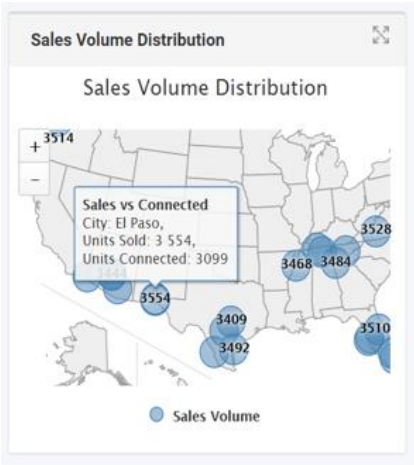 Sales Volume Distribution
Sales Volume Distribution
+
3514
−
Sales vs Connected
City: El Paso,
Units Sold: 3 554,
Units Connected: 3099
3444
3528
3468
3484
3554
3409
3510
3492
Sales Volume